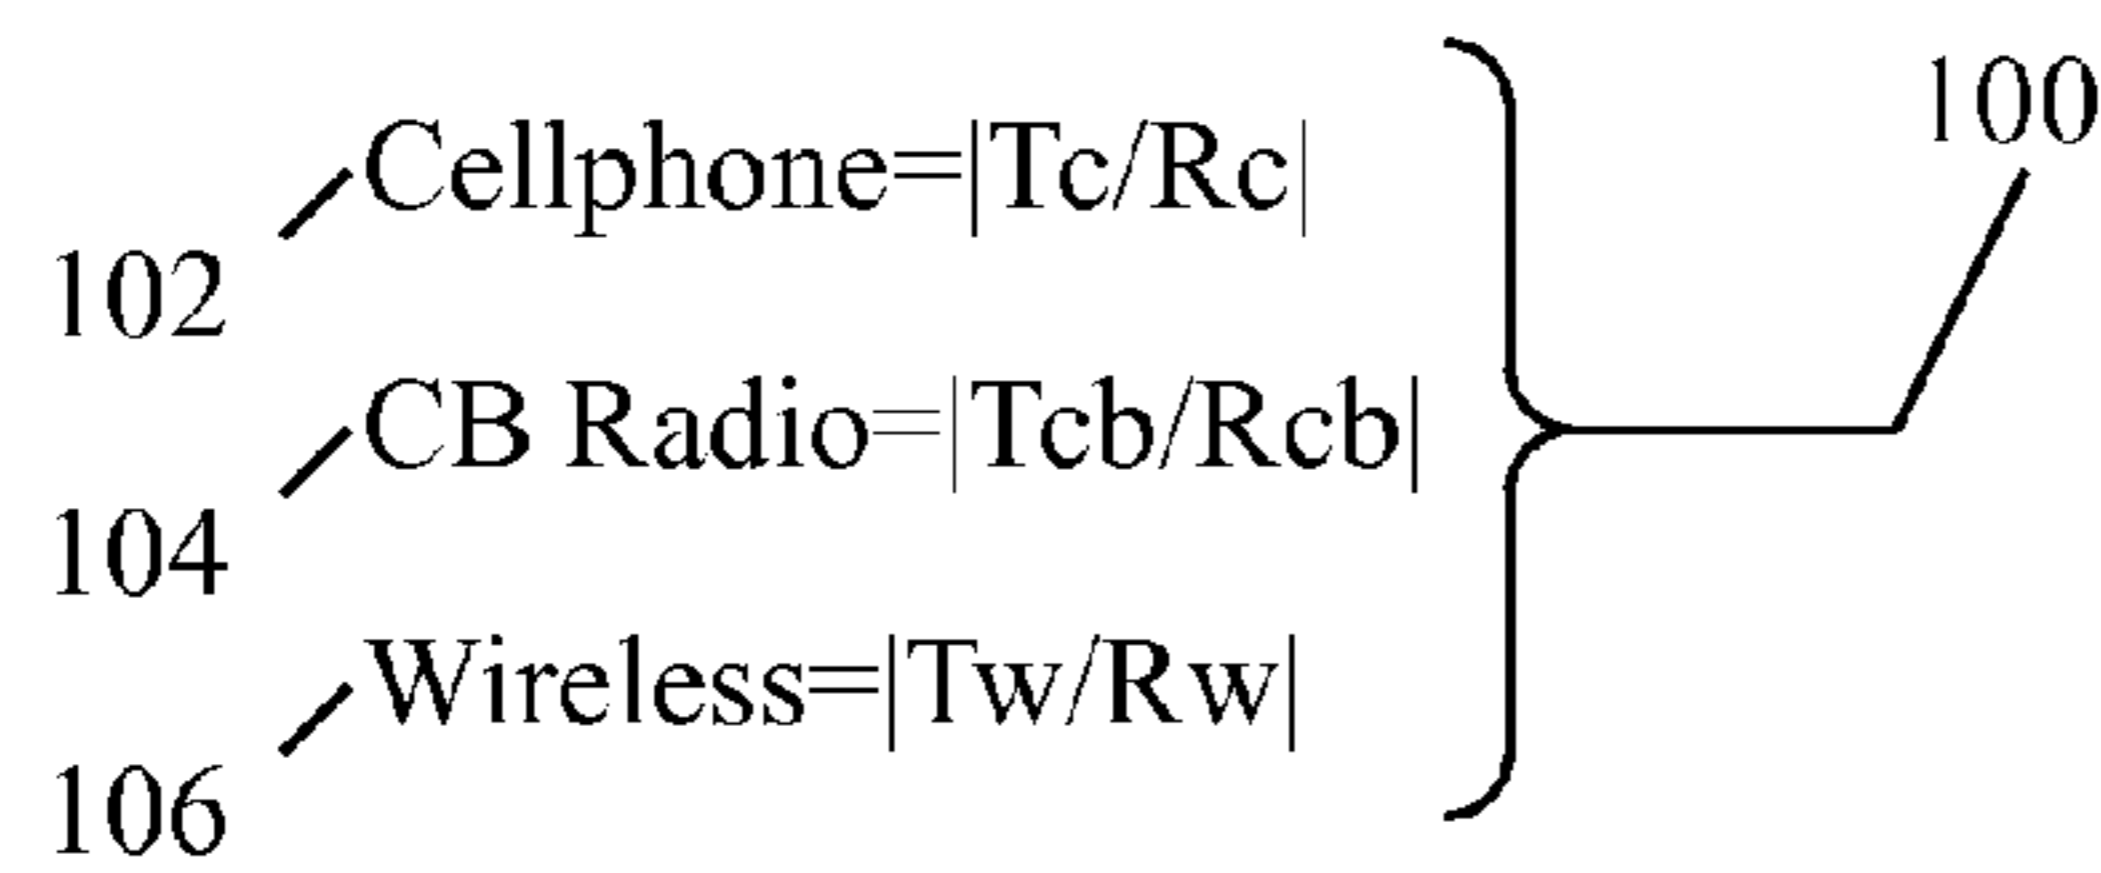 100
Cellphone=|Tc/Rc|
102
CB Radio=|Tcb/Rcb|
104
Wireless=|Tw/Rw|
106